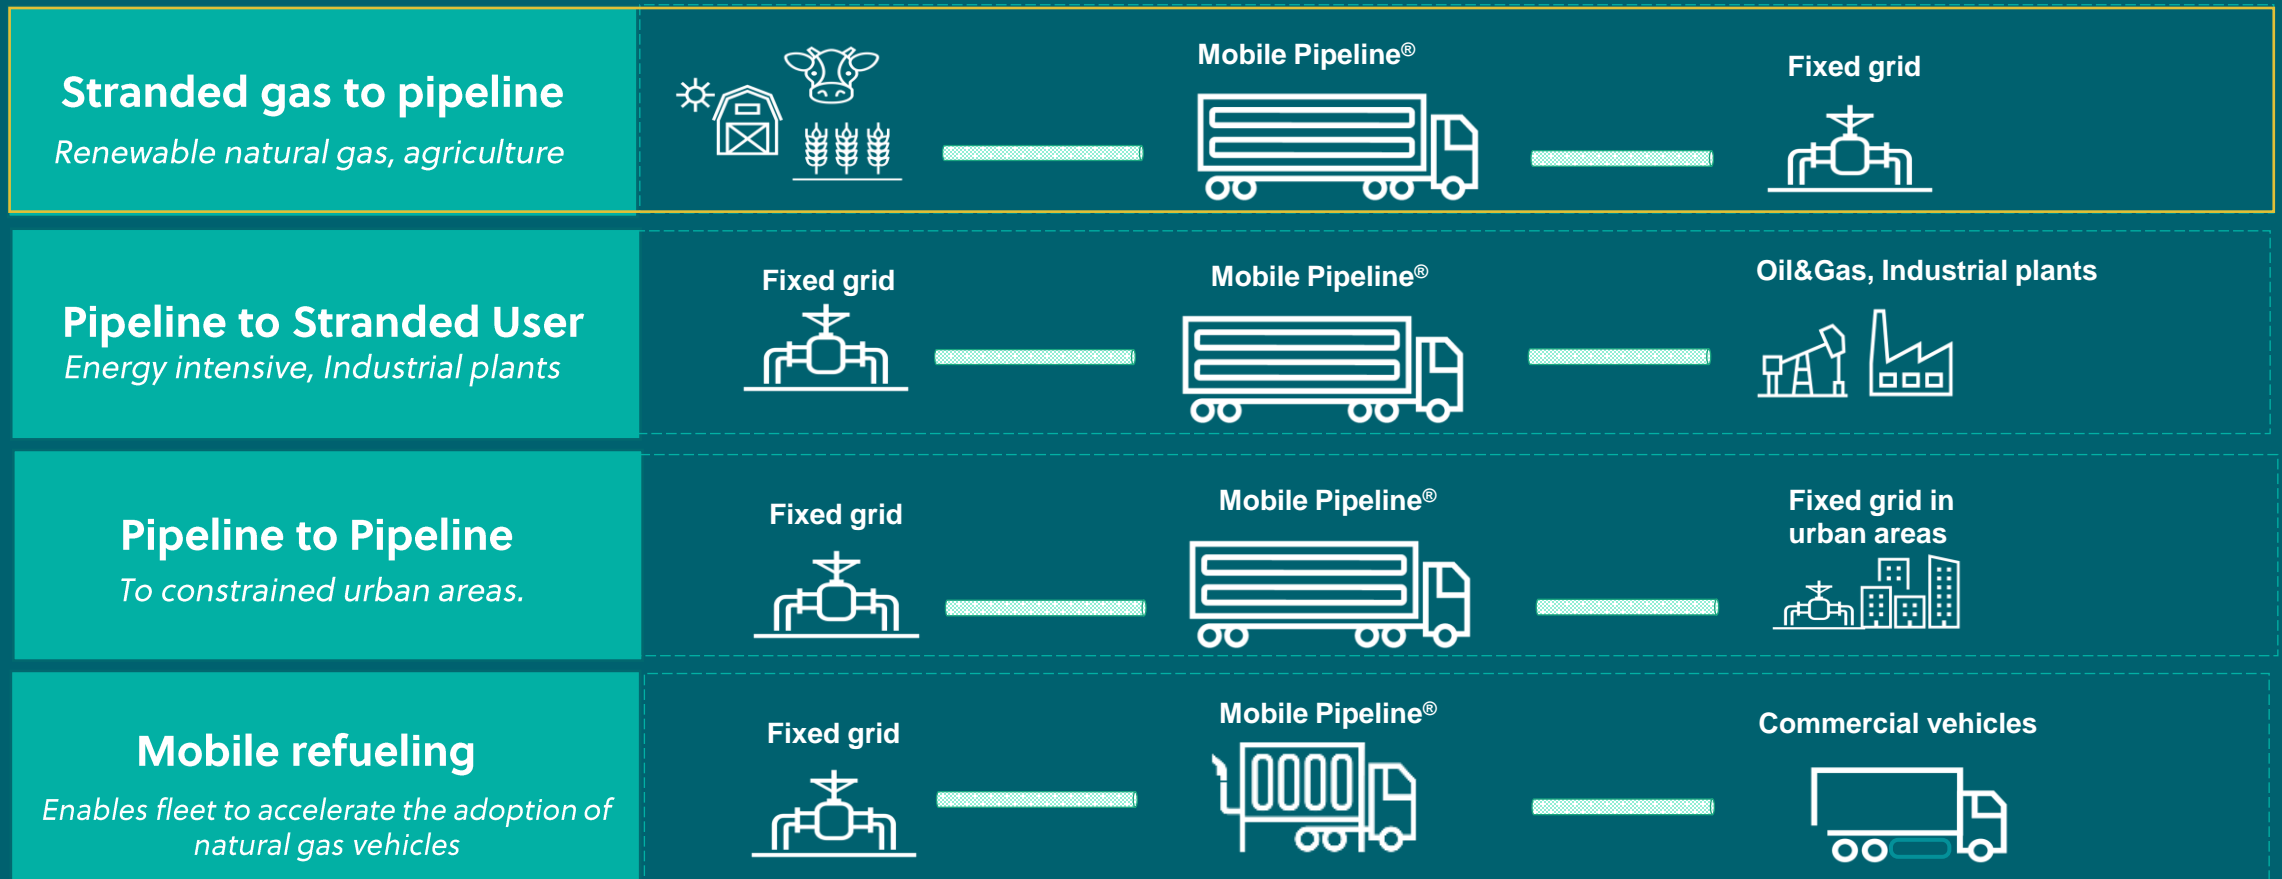 Stranded gas to pipeline
Renewable natural gas, agriculture
Mobile Pipeline®
Fixed grid
Pipeline to Stranded User
Energy intensive, Industrial plants
Fixed grid
Mobile Pipeline®
Oil&Gas, Industrial plants
Pipeline to Pipeline
To constrained urban areas.
Fixed grid
Mobile Pipeline®
Fixed grid in
urban areas
Mobile refueling
Enables fleet to accelerate the adoption of
natural gas vehicles
Fixed grid
Mobile Pipeline®
Commercial vehicles